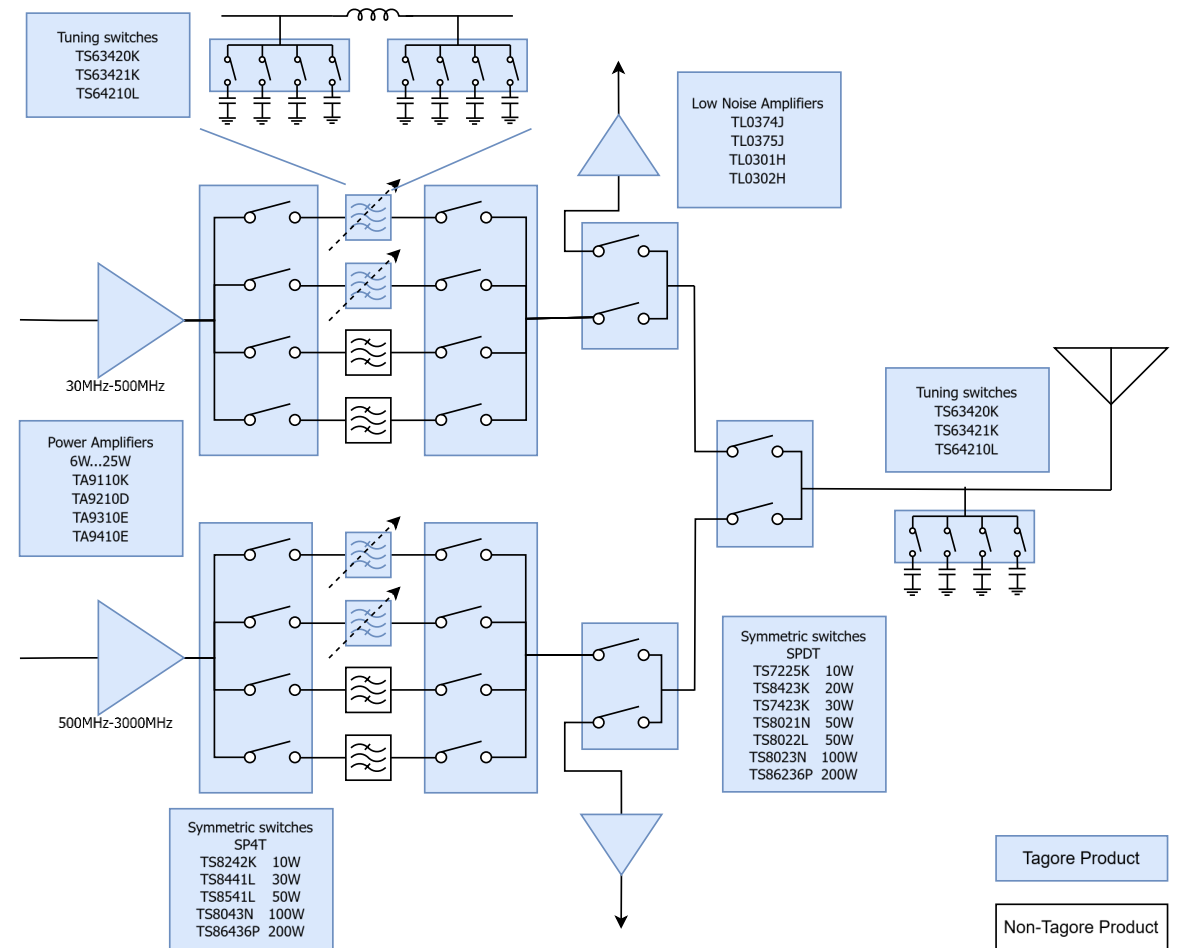 Tuning switches
TS63420K
TS63421K
TS64210L
Low Noise Amplifiers
TL0374J
TL0375J
TL0301H
TL0302H
30MHz-500MHz
Power Amplifiers
6W...25W
TA9110K
TA9210D
TA9310E
TA9410E
Tuning switches
TS63420K
TS63421K
TS64210L
500MHz-3000MHz
Symmetric switches
SPDT
TS7225K 10W
TS8423K 20W
TS7423K 30W
TS8021N 50W
TS8022L 50W
TS8023N 100W
TS86236P 200W
Symmetric switches
SP4T
TS8242K 10W
TS8441L 30W
TS8541L 50W
TS8043N 100W
TS86436P 200W
Tagore Product
Non-Tagore Product